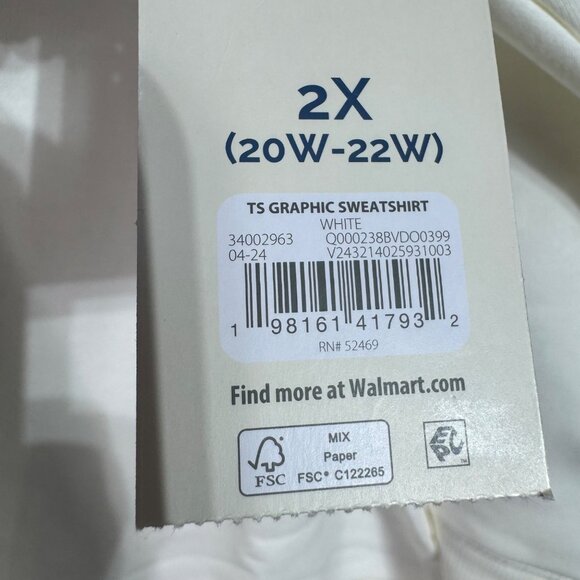 2X
(20W-22W)
TS GRAPHIC SWEATSHIRT
WHITE
34002963 Q000238BVDO0399
04-24 V243214025931003
1 98161 41793 2
RN# 52469
Find more at Walmart.com
FSC
MIX
Paper
FSC® C122265